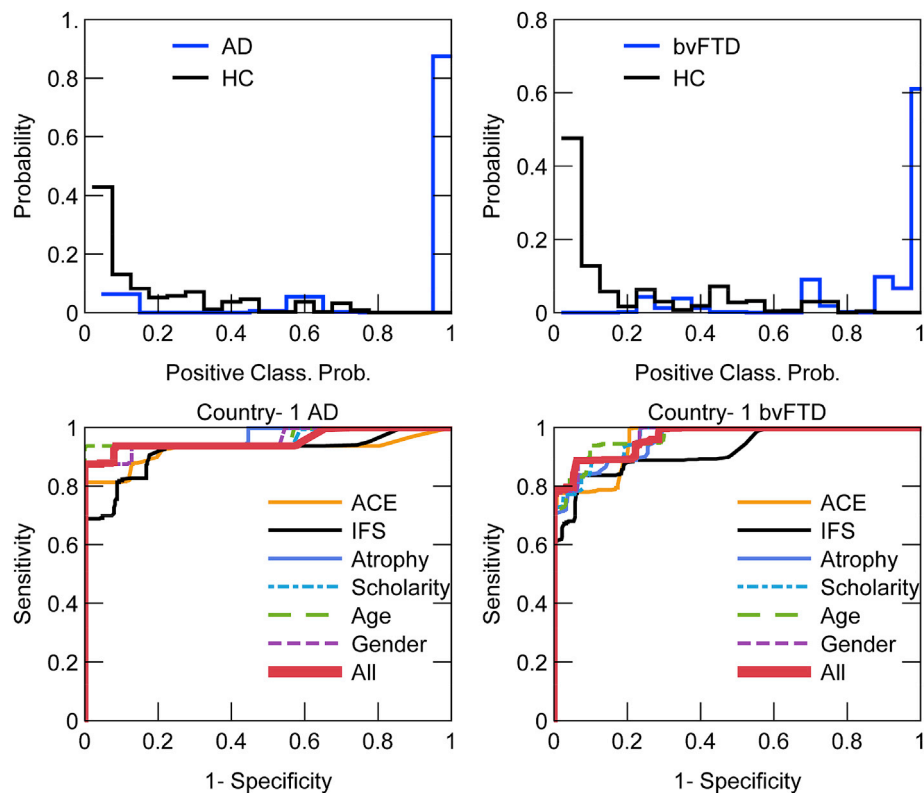 1.
0.8
0.6
0.4
0.2
0
Probability
AD
HC
0 0.2 0.4 0.6 0.8 1
Positive Class. Prob.
0.8
0.6
0.4
0.2
0
Probability
bvFTD
HC
0 0.2 0.4 0.6 0.8 1
Positive Class. Prob.
Country- 1 AD
1
0.8
0.6
0.4
0.2
0
Sensitivity
ACE
IFS
Atrophy
Scholarity
Age
Gender
All
0 0.2 0.4 0.6 0.8 1
1- Specificity
Country- 1 bvFTD
1
0.8
0.6
0.4
0.2
0
Sensitivity
ACE
IFS
Atrophy
Scholarity
Age
Gender
All
0 0.2 0.4 0.6 0.8 1
1- Specificity